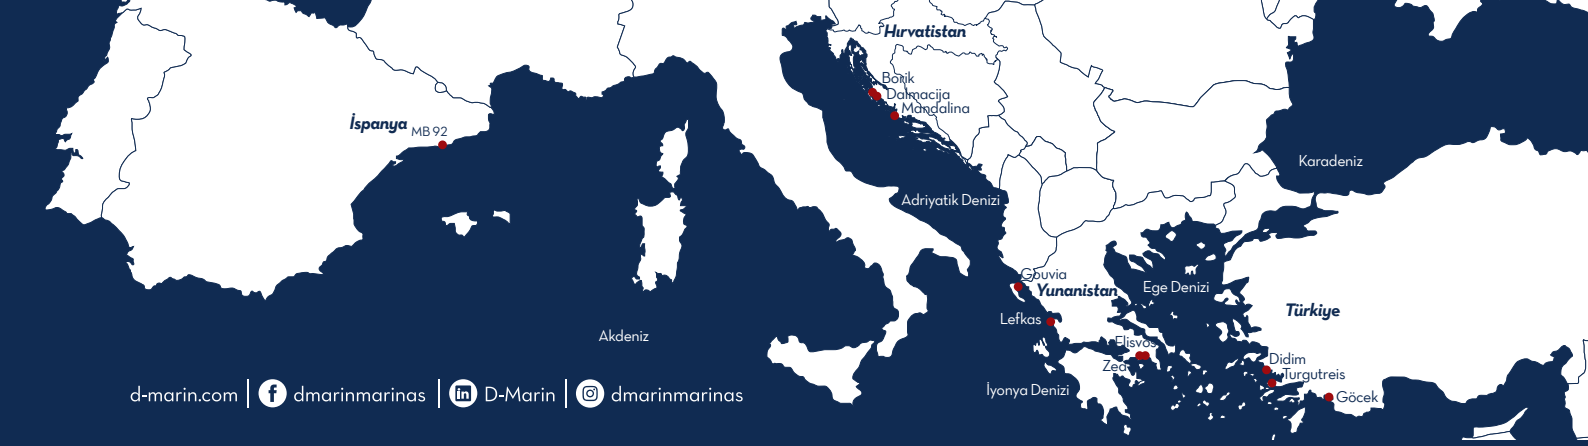 Hırvatistan
Borik
Dalmacija
Mandalina
İspanya
MB 92
Karadeniz
Adriyatik Denizi
Gouvia
Yunanistan
Ege Denizi
Türkiye
Lefkas
Akdeniz
Flisvos
Zea
Didim
Turgutreis
İyonya Denizi
Göcek
d-marin.com | f dmarinmarinas | in D-Marin | dmarinmarinas